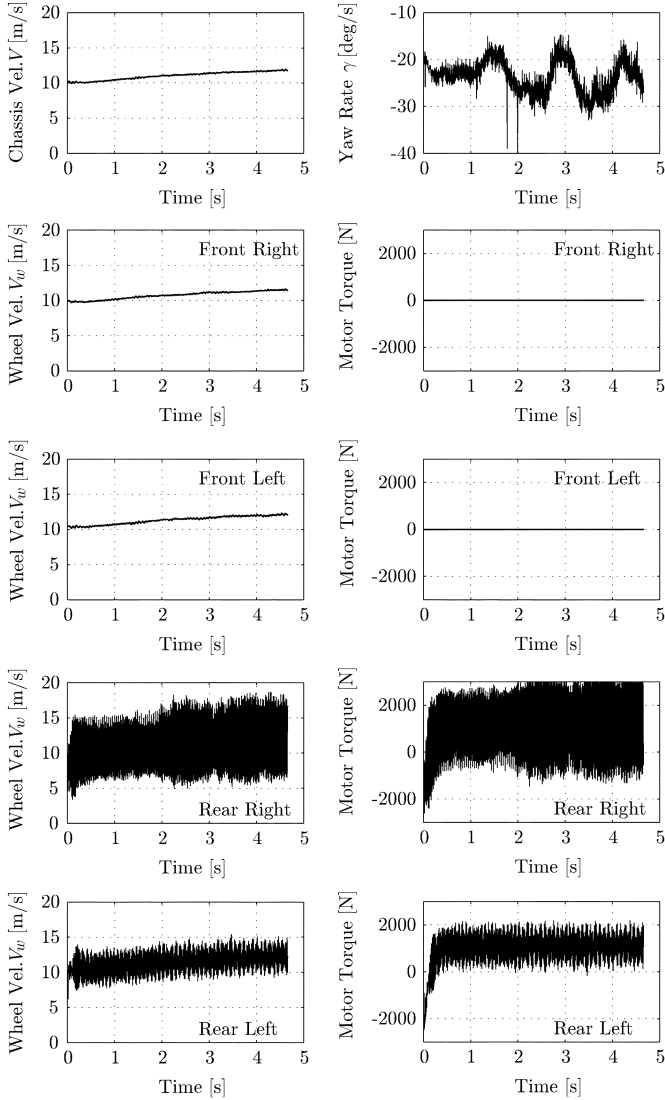 Chassis Vel.V [m/s]
20
15
10
5
0
0 1 2 3 4 5
Time [s]
Yaw Rate γ [deg/s]
-10
-20
-30
-40
0 1 2 3 4 5
Time [s]
Wheel Vel.Vw [m/s]
20
15
10
5
0
Front Right
0 1 2 3 4 5
Time [s]
Motor Torque [N]
2000
0
-2000
Front Right
0 1 2 3 4 5
Time [s]
Wheel Vel.Vw [m/s]
20
15
10
5
0
Front Left
0 1 2 3 4 5
Time [s]
Motor Torque [N]
2000
0
-2000
Front Left
0 1 2 3 4 5
Time [s]
Wheel Vel.Vw [m/s]
20
15
10
5
0
Rear Right
0 1 2 3 4 5
Time [s]
Motor Torque [N]
2000
0
-2000
Rear Right
0 1 2 3 4 5
Time [s]
Wheel Vel.Vw [m/s]
20
15
10
5
0
Rear Left
0 1 2 3 4 5
Time [s]
Motor Torque [N]
2000
0
-2000
Rear Left
0 1 2 3 4 5
Time [s]